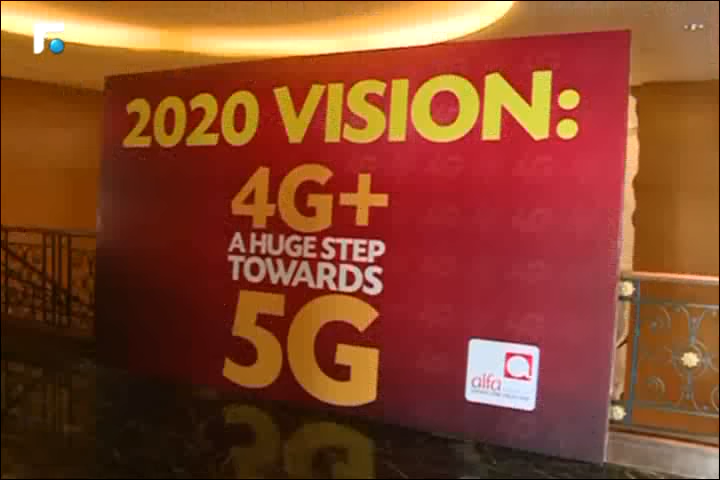 2020 VISION:
4G+
A HUGE STEP
TOWARDS
5G
alfa